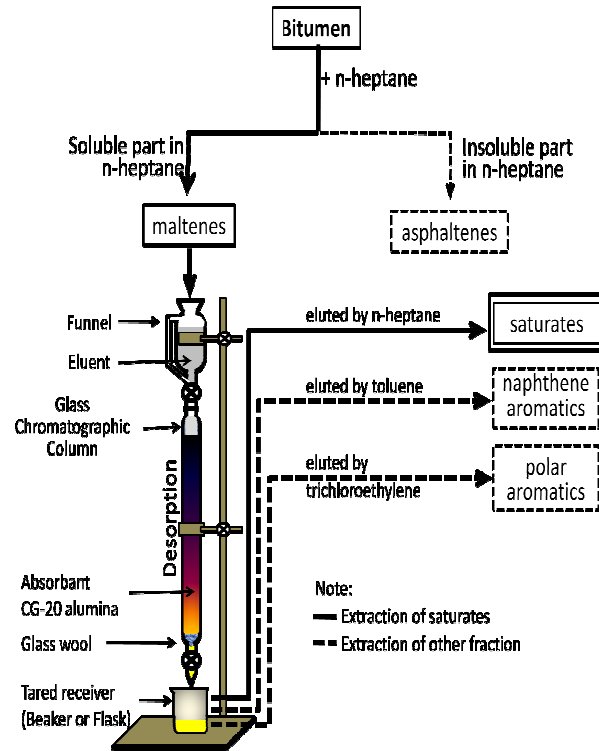 Bitumen
+ n-heptane
Soluble part in
n-heptane
Insoluble part
in n-heptane
maltenes
asphaltenes
Funnel
Eluent
Glass
Chromatographic
Column
Desorption
Absorbant
CG-20 alumina
Glass wool
Tared receiver
(Beaker or Flask)
eluted by n-heptane
saturates
eluted by toluene
naphthene
aromatics
eluted by
trichloroethylene
polar
aromatics
Note:
Extraction of saturates
Extraction of other fraction